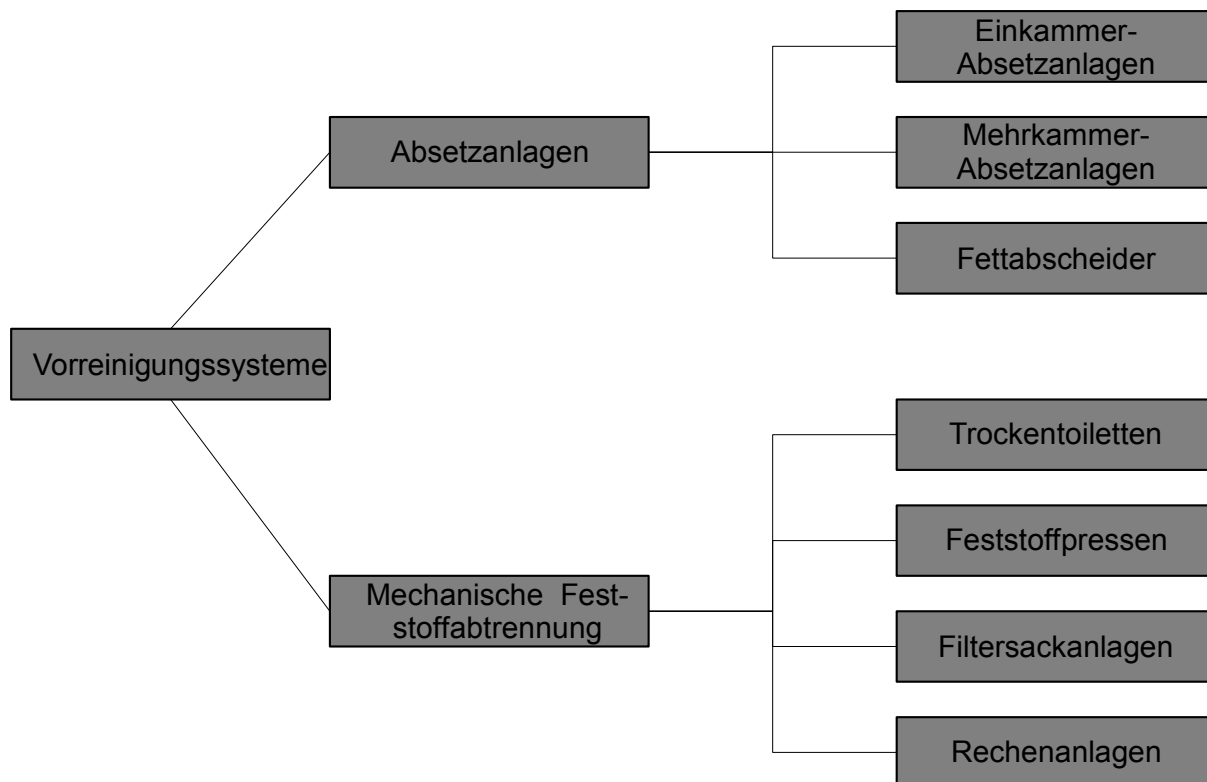 Vorreinigungssysteme
Absetzanlagen
Einkammer-
Absetzanlagen
Mehrkammer-
Absetzanlagen
Fettabscheider
Mechanische Fest-
stoffabtrennung
Trockentoiletten
Feststoffpressen
Filtersackanlagen
Rechenanlagen